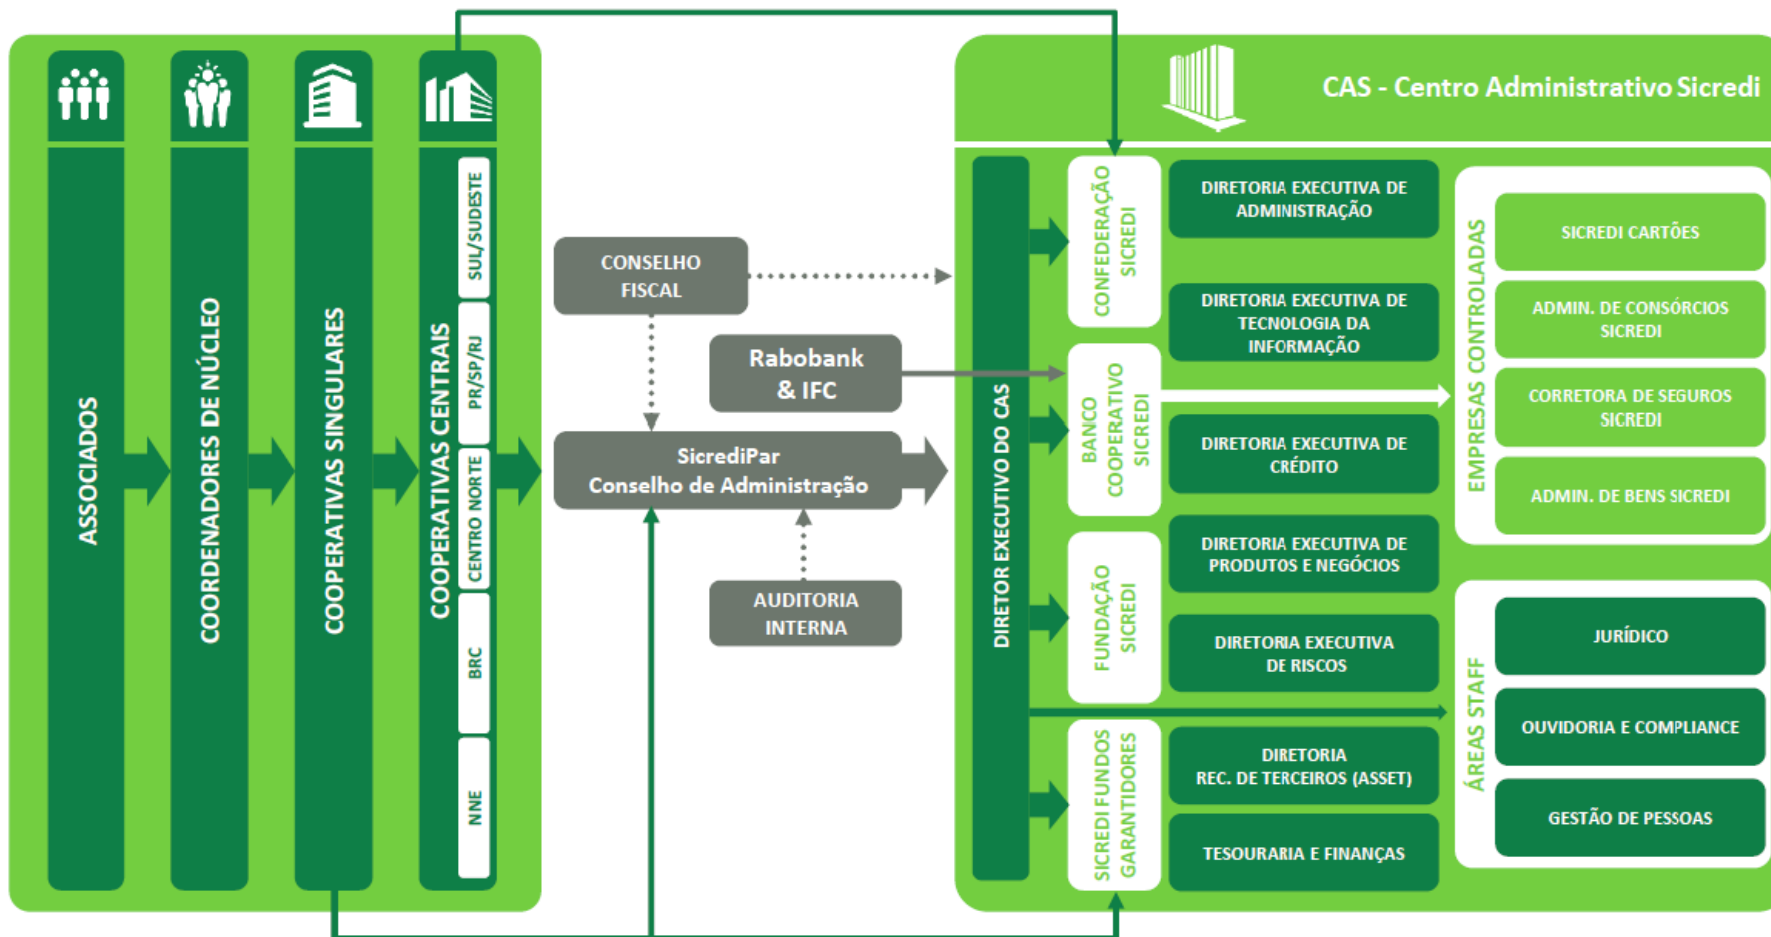 CAS - Centro Administrativo Sicredi
ASSOCIADOS
COORDENADORES DE NÚCLEO
COOPERATIVAS SINGULARES
COOPERATIVAS CENTRAIS
SUL/SUDESTE
PR/SP/RJ
CENTRO NORTE
BRC
NNE
CONSELHO
FISCAL
Rabobank
& IFC
SicrediPar
Conselho de Administração
AUDITORIA
INTERNA
DIRETOR EXECUTIVO DO CAS
CONFEDERAÇÃO
SICREDI
BANCO
COOPERATIVO
SICREDI
FUNDAÇÃO
SICREDI
SICREDI FUNDOS
GARANTIDORES
DIRETORIA EXECUTIVA DE
ADMINISTRAÇÃO
DIRETORIA EXECUTIVA DE
TECNOLOGIA DA
INFORMAÇÃO
DIRETORIA EXECUTIVA DE
CRÉDITO
DIRETORIA EXECUTIVA DE
PRODUTOS E NEGÓCIOS
DIRETORIA EXECUTIVA
DE RISCOS
DIRETORIA
REC. DE TERCEIROS (ASSET)
TESOURARIA E FINANÇAS
EMPRESAS CONTROLADAS
SICREDI CARTÕES
ADMIN. DE CONSÓRCIOS
SICREDI
CORRETORA DE SEGUROS
SICREDI
ADMIN. DE BENS SICREDI
ÁREAS STAFF
JURÍDICO
OUVIDORIA E COMPLIANCE
GESTÃO DE PESSOAS